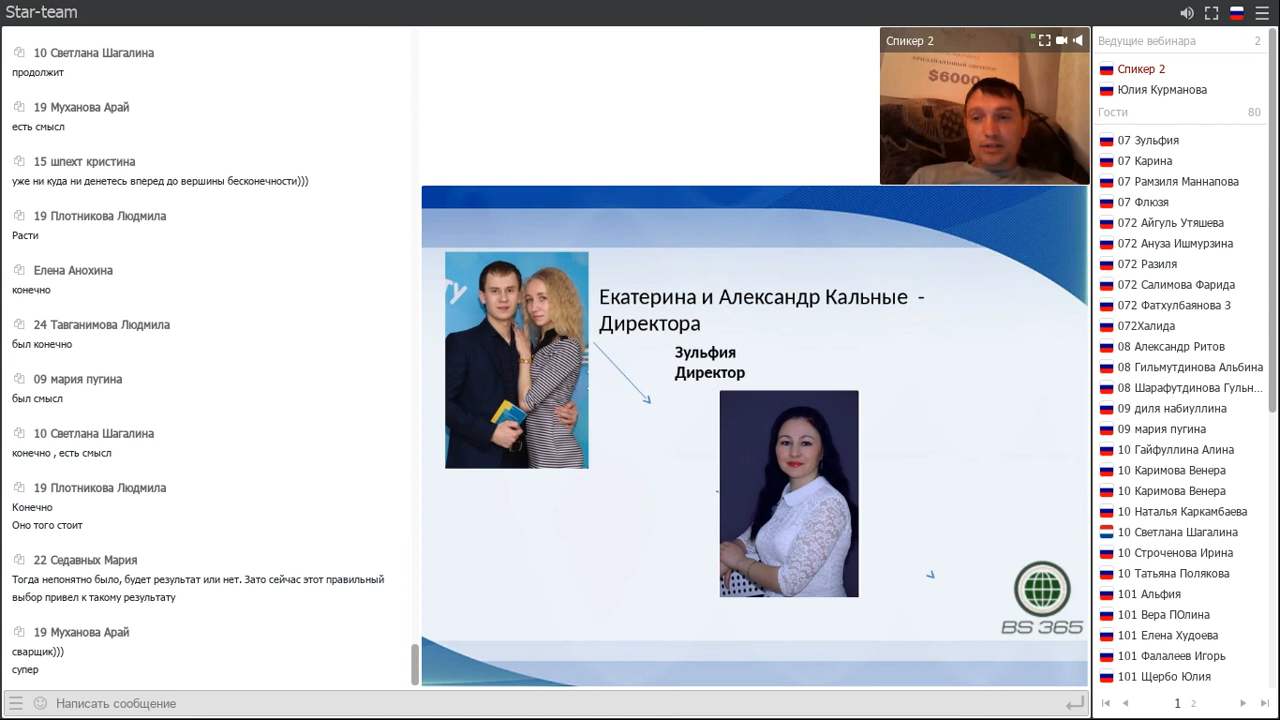 Star-team
10 Светлана Шагалина
продолжит
19 Муханова Арай
есть смысл
15 шпехт кристина
уже ни куда ни денетесь вперед до вершины бесконечности)))
19 Плотникова Людмила
Расти
Елена Анохина
конечно
24 Тавганимова Людмила
был конечно
09 мария пугина
был смысл
10 Светлана Шагалина
конечно , есть смысл
19 Плотникова Людмила
Конечно
Оно того стоит
22 Седавных Мария
Тогда непонятно было, будет результат или нет. Зато сейчас этот правильный
выбор привел к такому результату
19 Муханова Арай
сварщик)))
супер
Написать сообщение
Спикер 2
$6000
Екатерина и Александр Кальные -
Директора
Зульфия
Директор
BS 365
Ведущие вебинара 2
Спикер 2
Юлия Курманова
Гости 80
07 Зульфия
07 Карина
07 Рамзиля Маннапова
07 Флюзя
072 Айгуль Утяшева
072 Ануза Ишмурзина
072 Разиля
072 Салимова Фарида
072 Фатхулбаянова З
072Халида
08 Александр Ритов
08 Гильмутдинова Альбина
08 Шарафутдинова Гульн...
09 диля набиуллина
09 мария пугина
10 Гайфуллина Алина
10 Каримова Венера
10 Каримова Венера
10 Наталья Каркамбаева
10 Светлана Шагалина
10 Строченова Ирина
10 Татьяна Полякова
101 Альфия
101 Вера ПОлина
101 Елена Худоева
101 Фалалеев Игорь
101 Щербо Юлия
1 2